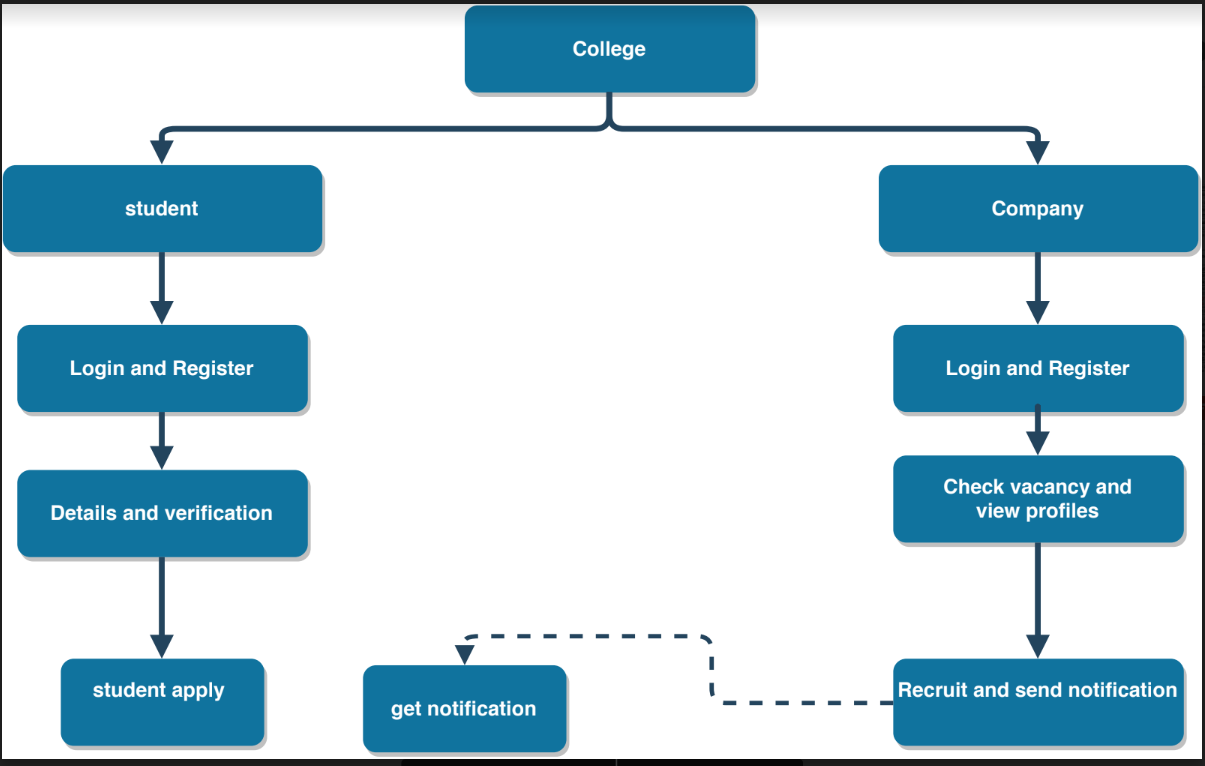 College
student
Company
Login and Register
Login and Register
Details and verification
Check vacancy and
view profiles
student apply
get notification
Recruit and send notification